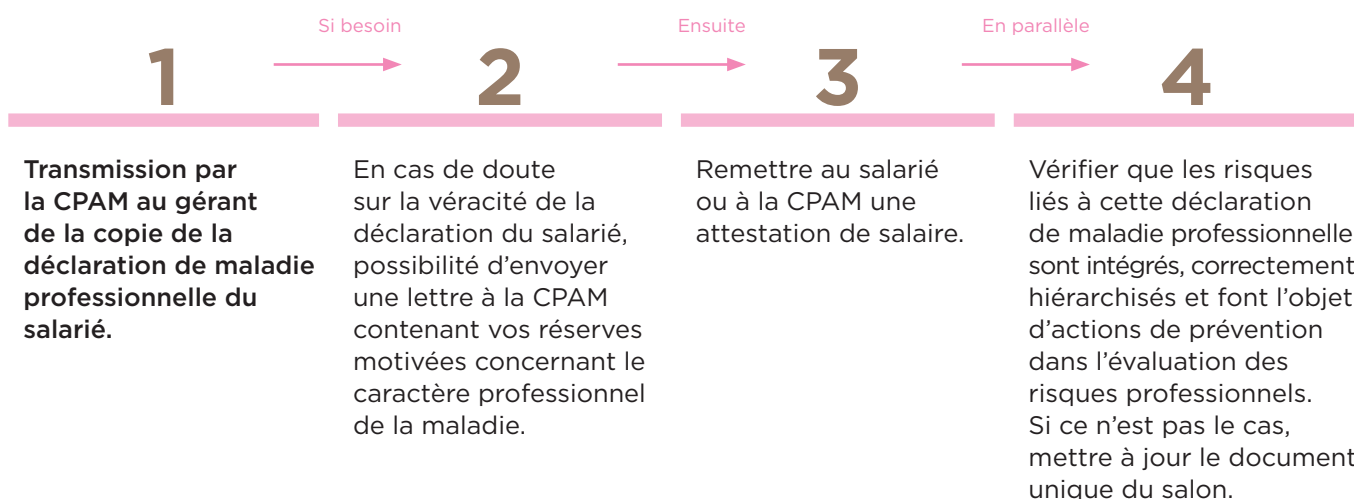 Si besoin
Ensuite
En parallèle
1
2
3
4
Transmission par
la CPAM au gérant
de la copie de la
déclaration de maladie
professionnelle du
salarié.
En cas de doute
sur la véracité de la
déclaration du salarié,
possibilité d’envoyer
une lettre à la CPAM
contenant vos réserves
motivées concernant le
caractère professionnel
de la maladie.
Remettre au salarié
ou à la CPAM une
attestation de salaire.
Vérifier que les risques
liés à cette déclaration
de maladie professionnelle
sont intégrés, correctement
hiérarchisés et font l’objet
d’actions de prévention
dans l’évaluation des
risques professionnels.
Si ce n’est pas le cas,
mettre à jour le document
unique du salon.